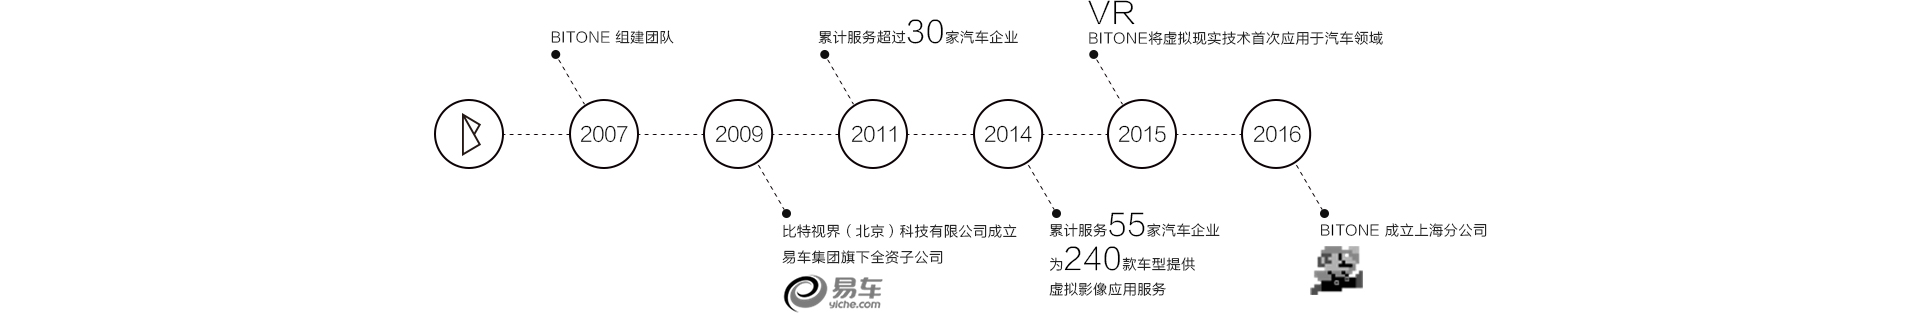 BITONE 组建团队
累计服务超过30家汽车企业
VR
BITONE将虚拟现实技术首次应用于汽车领域
2007
2009
2011
2014
2015
2016
比特视界（北京）科技有限公司成立
易车集团旗下全资子公司
易车
yiche.com
累计服务55家汽车企业
为240款车型提供
虚拟影像应用服务
BITONE 成立上海分公司